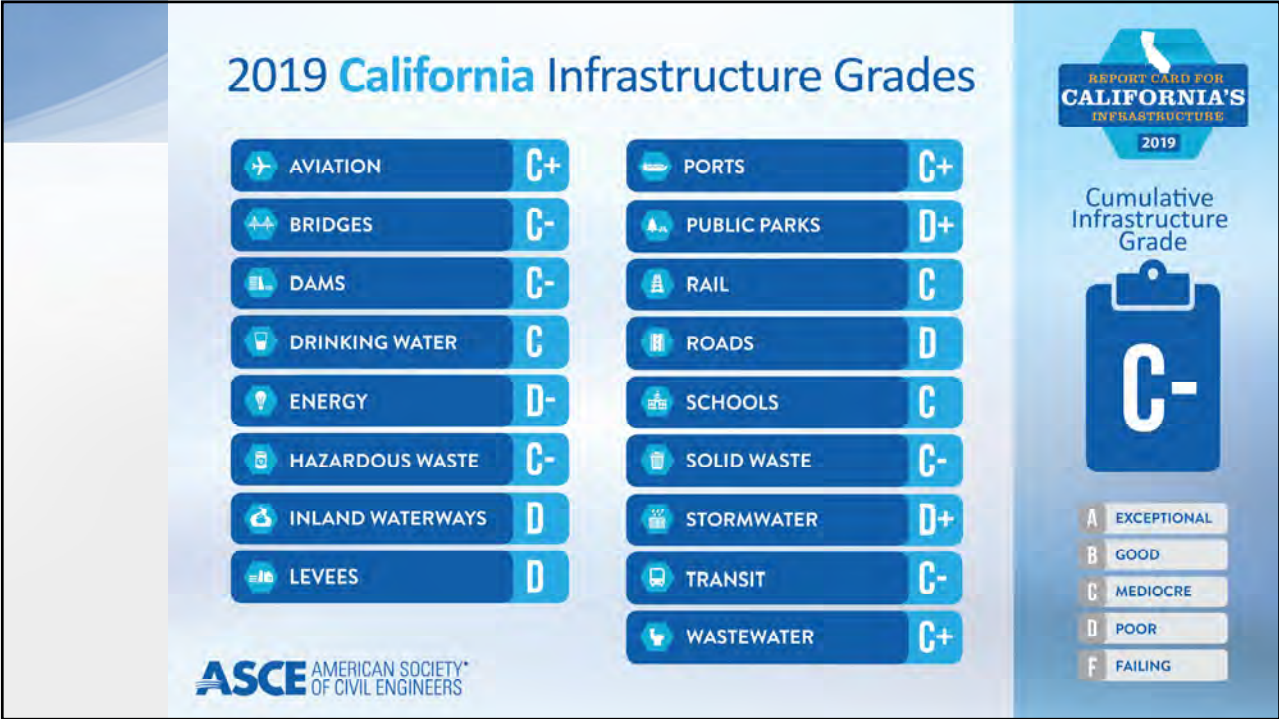 2019 California Infrastructure Grades
AVIATION C+
BRIDGES C-
DAMS C-
DRINKING WATER C
ENERGY D-
HAZARDOUS WASTE C-
INLAND WATERWAYS D
LEVEES D
PORTS C+
PUBLIC PARKS D+
RAIL C
ROADS D
SCHOOLS C
SOLID WASTE C-
STORMWATER D+
TRANSIT C-
WASTEWATER C+
ASCE AMERICAN SOCIETY
OF CIVIL ENGINEERS
REPORT CARD FOR
CALIFORNIA'S
INFRASTRUCTURE
2019
Cumulative
Infrastructure
Grade
C-
A EXCEPTIONAL
B GOOD
C MEDIOCRE
D POOR
F FAILING